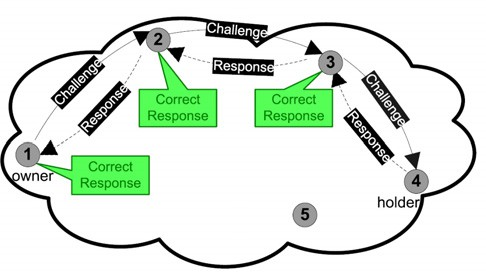 Challenge
Response
2
Challenge
Response
3
Challenge
Response
Correct
Response
Correct
Response
1
owner
Correct
Response
4
holder
5